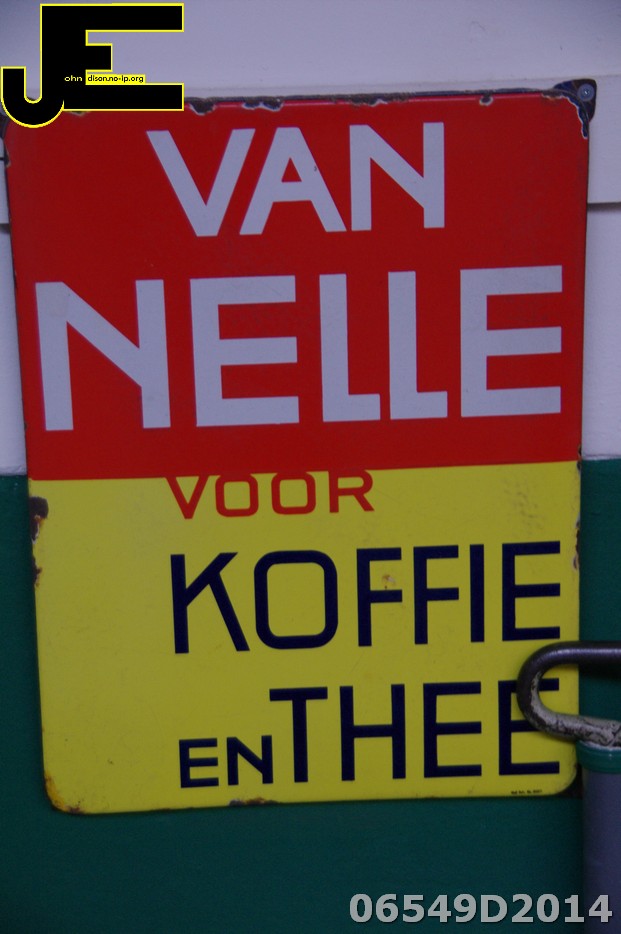 JE
ohn dison.no-ip.org
VAN
NELLE
VOOR
KOFFIE
EN THEE
06549D2014